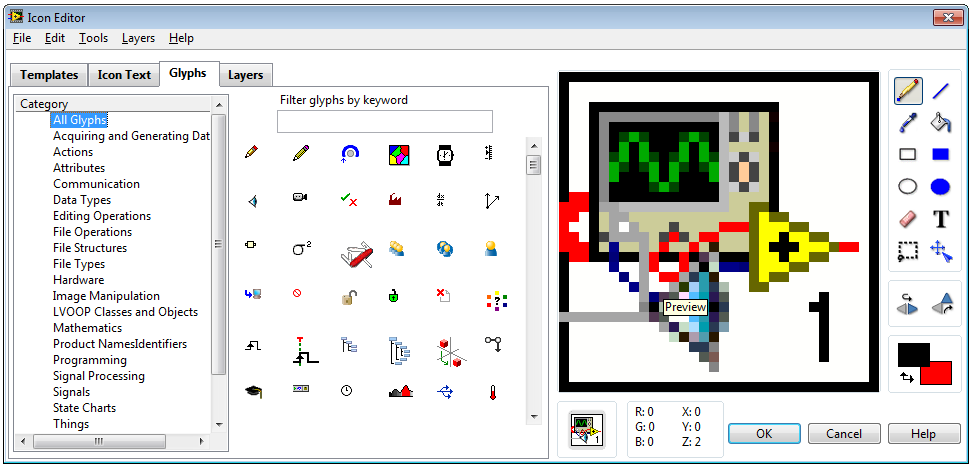 Icon Editor
File Edit Tools Layers Help
Templates Icon Text Glyphs Layers
Category
All Glyphs
Acquiring and Generating Dat
Actions
Attributes
Communication
Data Types
Editing Operations
File Operations
File Structures
File Types
Hardware
Image Manipulation
LVOOP Classes and Objects
Mathematics
Product NamesIdentifiers
Programming
Signal Processing
Signals
State Charts
Things
Filter glyphs by keyword
σ²
?
Preview
1
T
R: 0 X: 0
G: 0 Y: 0
B: 0 Z: 2
OK Cancel Help